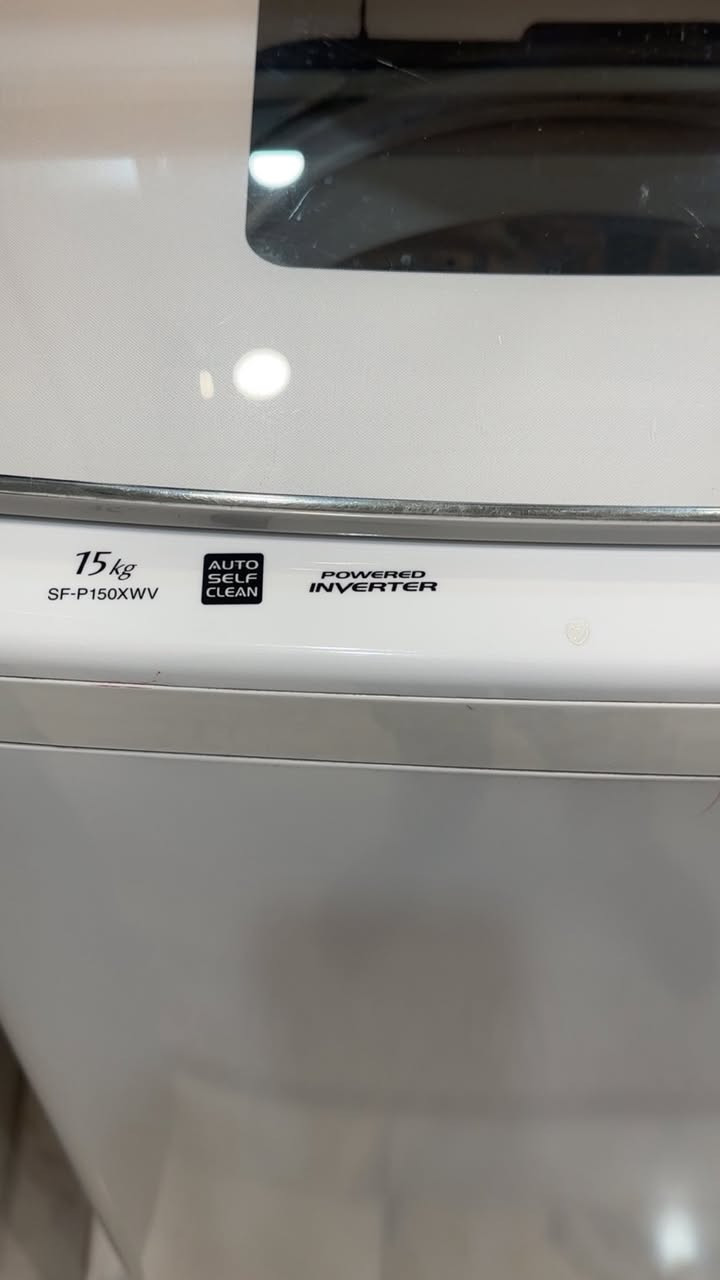 15kg
SF-P150XWV
AUTO
SELF
CLEAN
POWERED
INVERTER